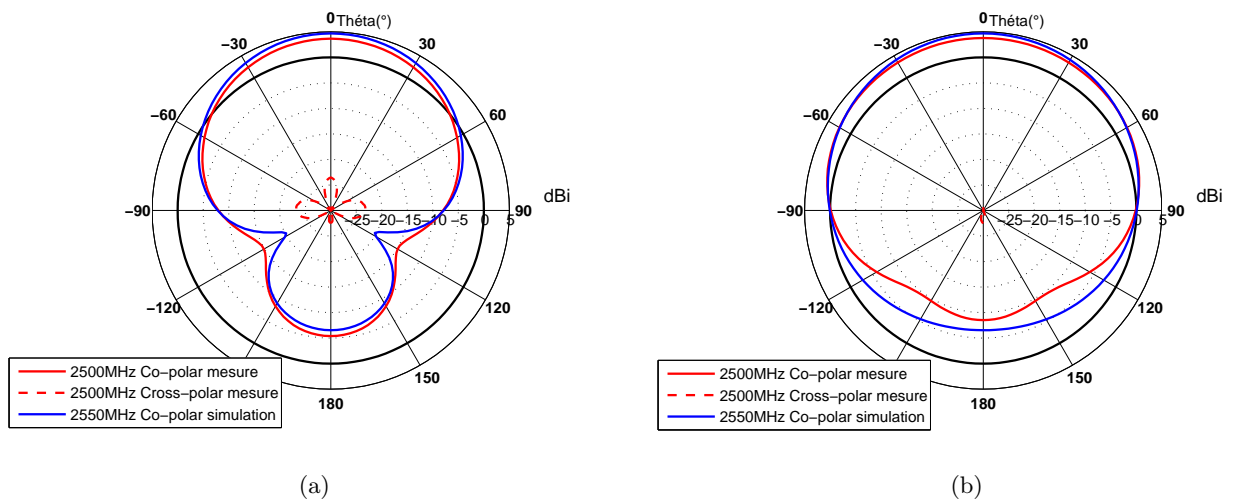 0 Théta(°)
−30 30
−60 60
−90 90
−25−20−15−10 −5 0 5
dBi
−120 120
150
180
2500MHz Co−polar mesure
2500MHz Cross−polar mesure
2550MHz Co−polar simulation
(a)
0 Théta(°)
−30 30
−60 60
−90 90
−25−20−15−10 −5 0 5
dBi
−120 120
150
180
2500MHz Co−polar mesure
2500MHz Cross−polar mesure
2550MHz Co−polar simulation
(b)